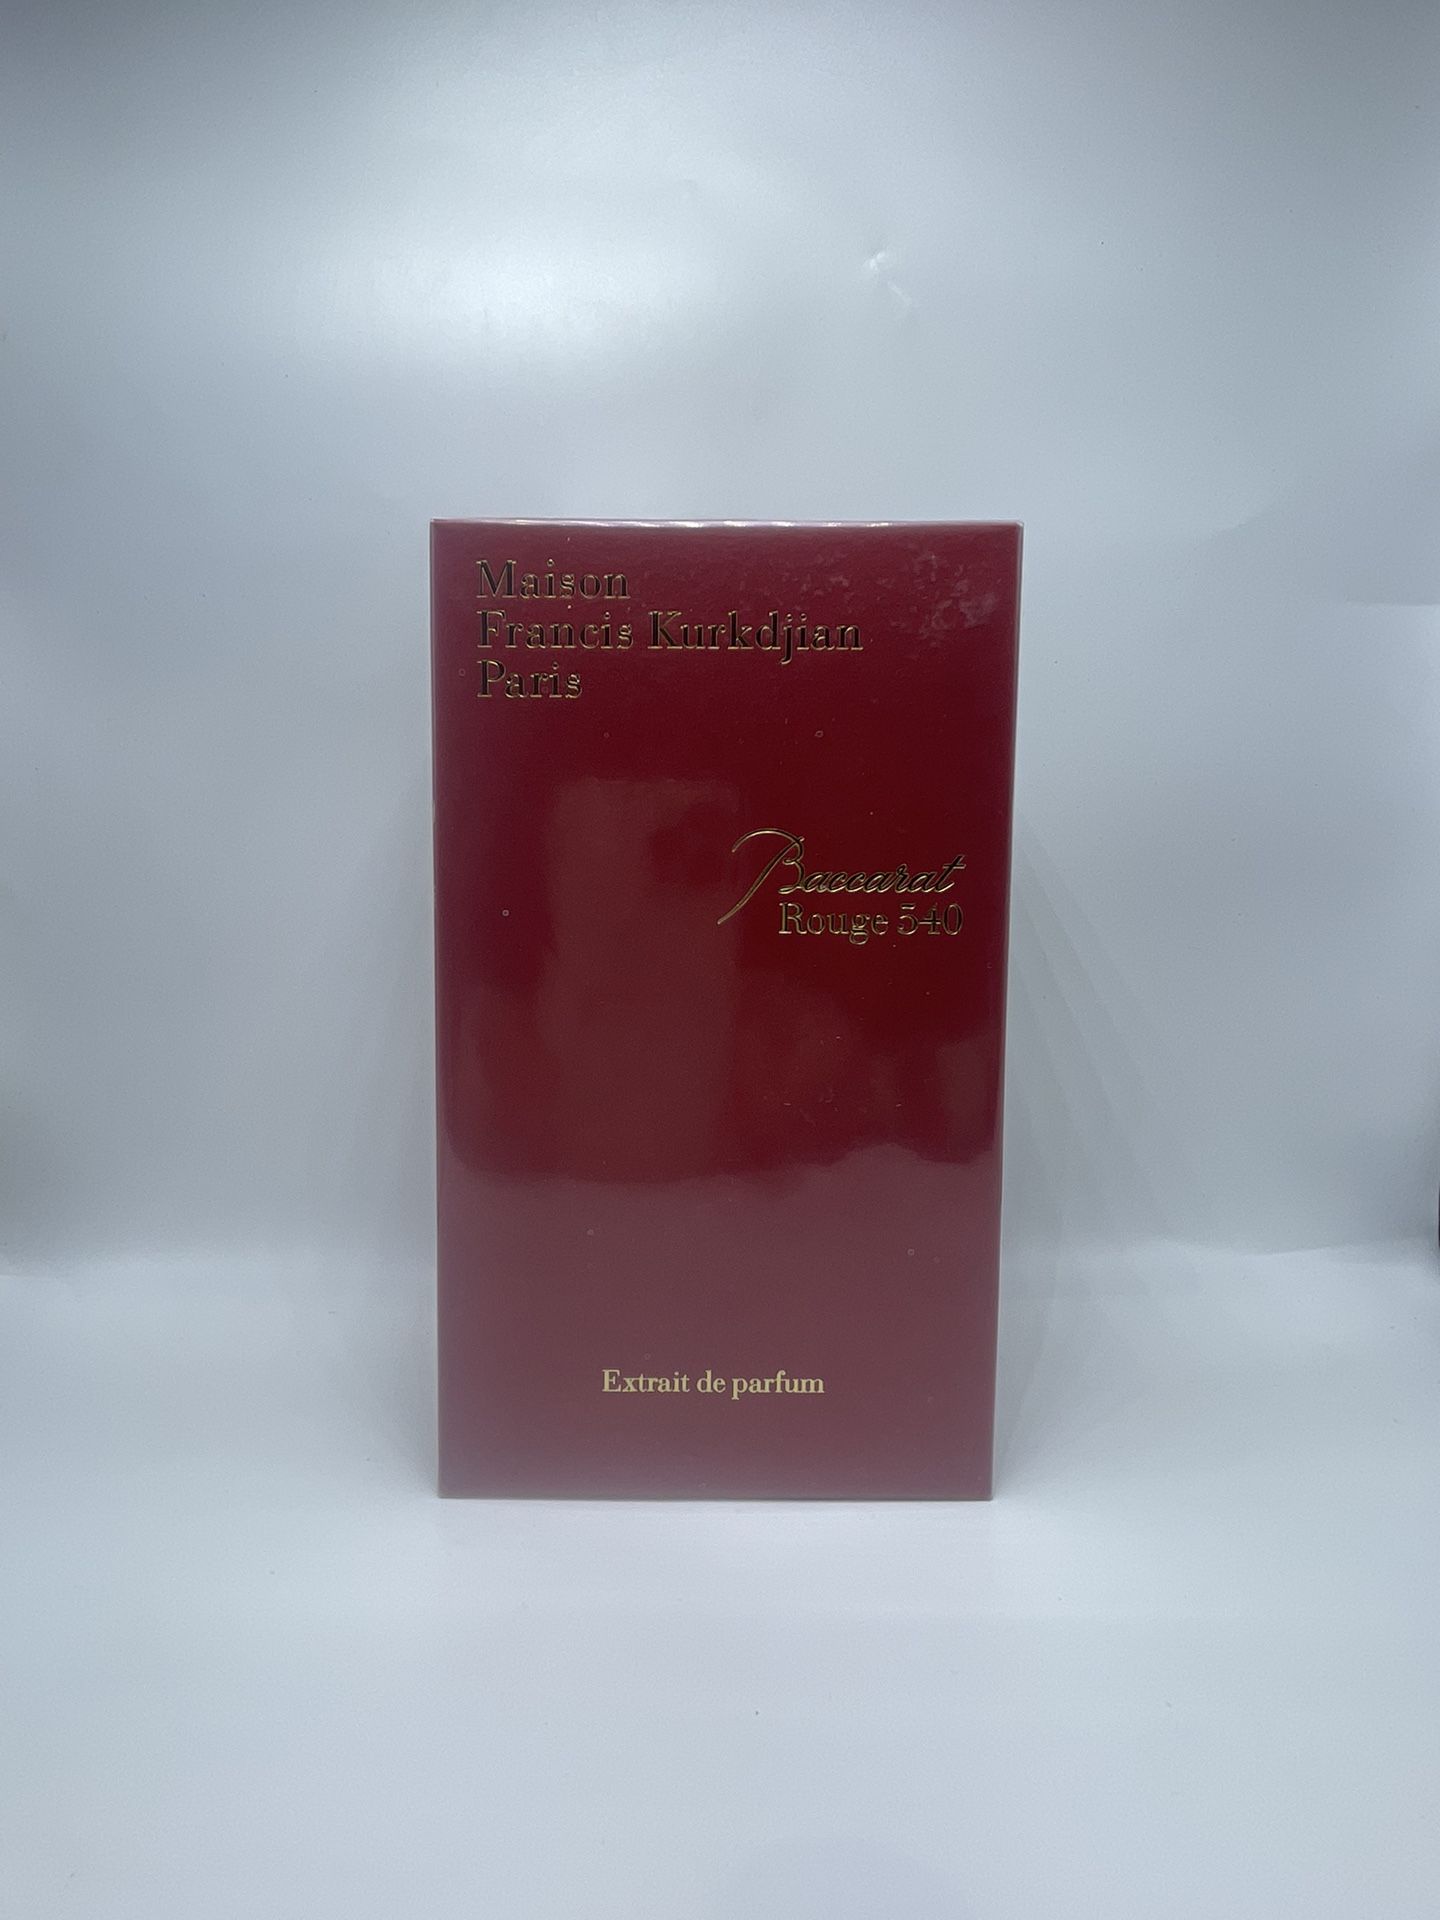 Maison
Francis Kurkdjian
Paris
Baccarat
Rouge 540
Extrait de parfum